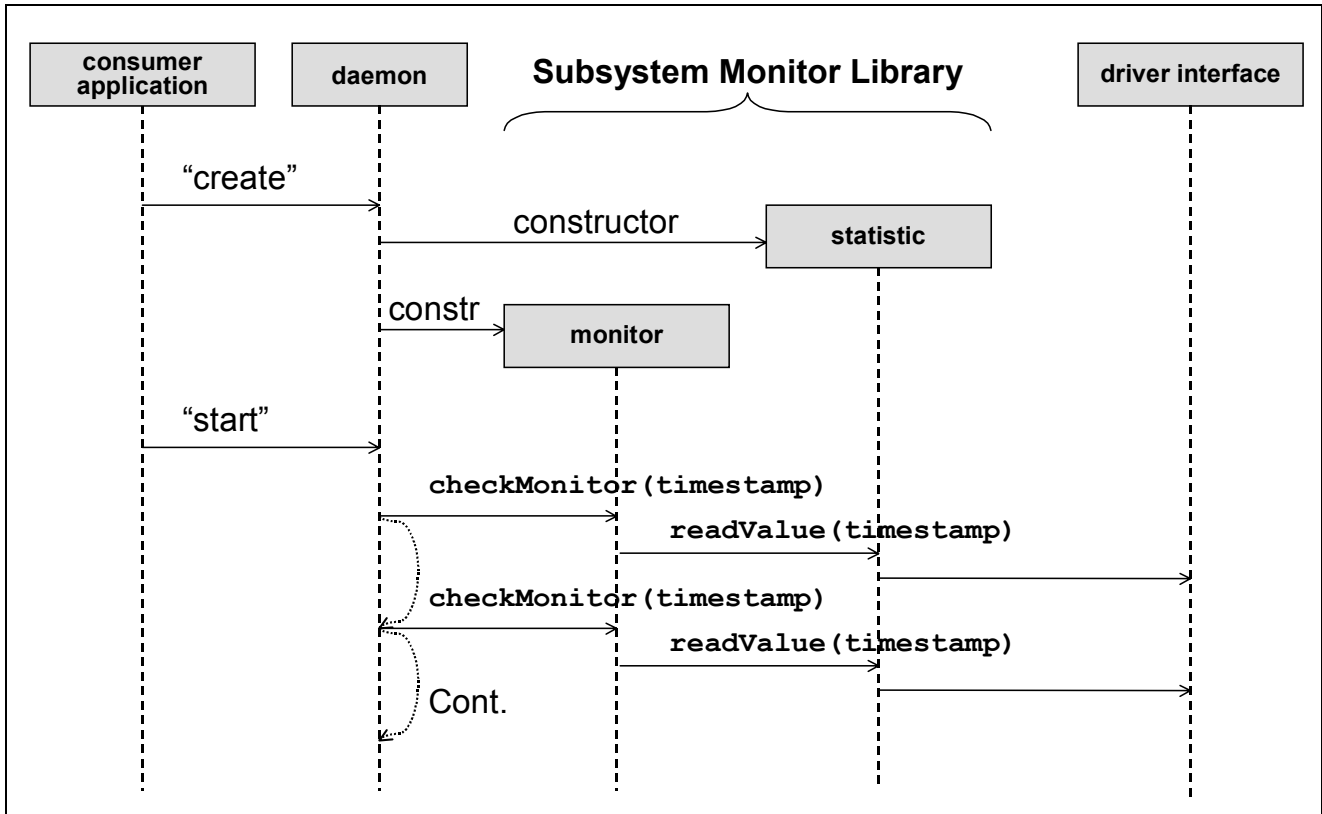 consumer
application
daemon
Subsystem Monitor Library
driver interface
“create”
constructor
statistic
constr
monitor
“start”
checkMonitor(timestamp)
readValue(timestamp)
checkMonitor(timestamp)
readValue(timestamp)
Cont.